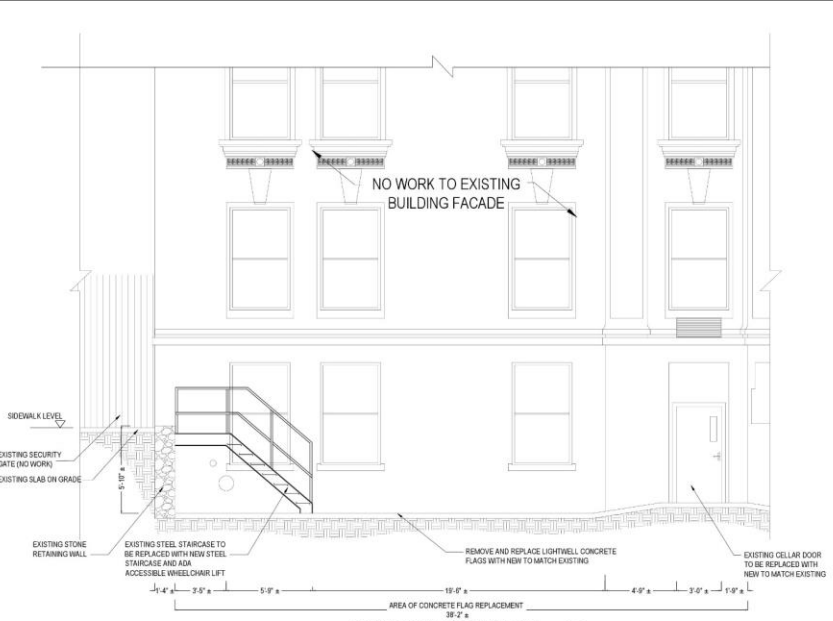 NO WORK TO EXISTING
BUILDING FACADE
SIDEWALK LEVEL
EXISTING SECURITY
GATE (NO WORK)
EXISTING SLAB ON GRADE
5'-10" ±
EXISTING STONE
RETAINING WALL
EXISTING STEEL STAIRCASE TO
BE REPLACED WITH NEW STEEL
STAIRCASE AND ADA
ACCESSIBLE WHEELCHAIR LIFT
REMOVE AND REPLACE LIGHTWELL CONCRETE
FLAGS WITH NEW TO MATCH EXISTING
EXISTING CELLAR DOOR
TO BE REPLACED WITH
NEW TO MATCH EXISTING
1'-4" ± 3'-5" ± 5'-9" ± 19'-6" ± 4'-9" ± 3'-0" ± 1'-9" ±
AREA OF CONCRETE FLAG REPLACEMENT
38'-2" ±